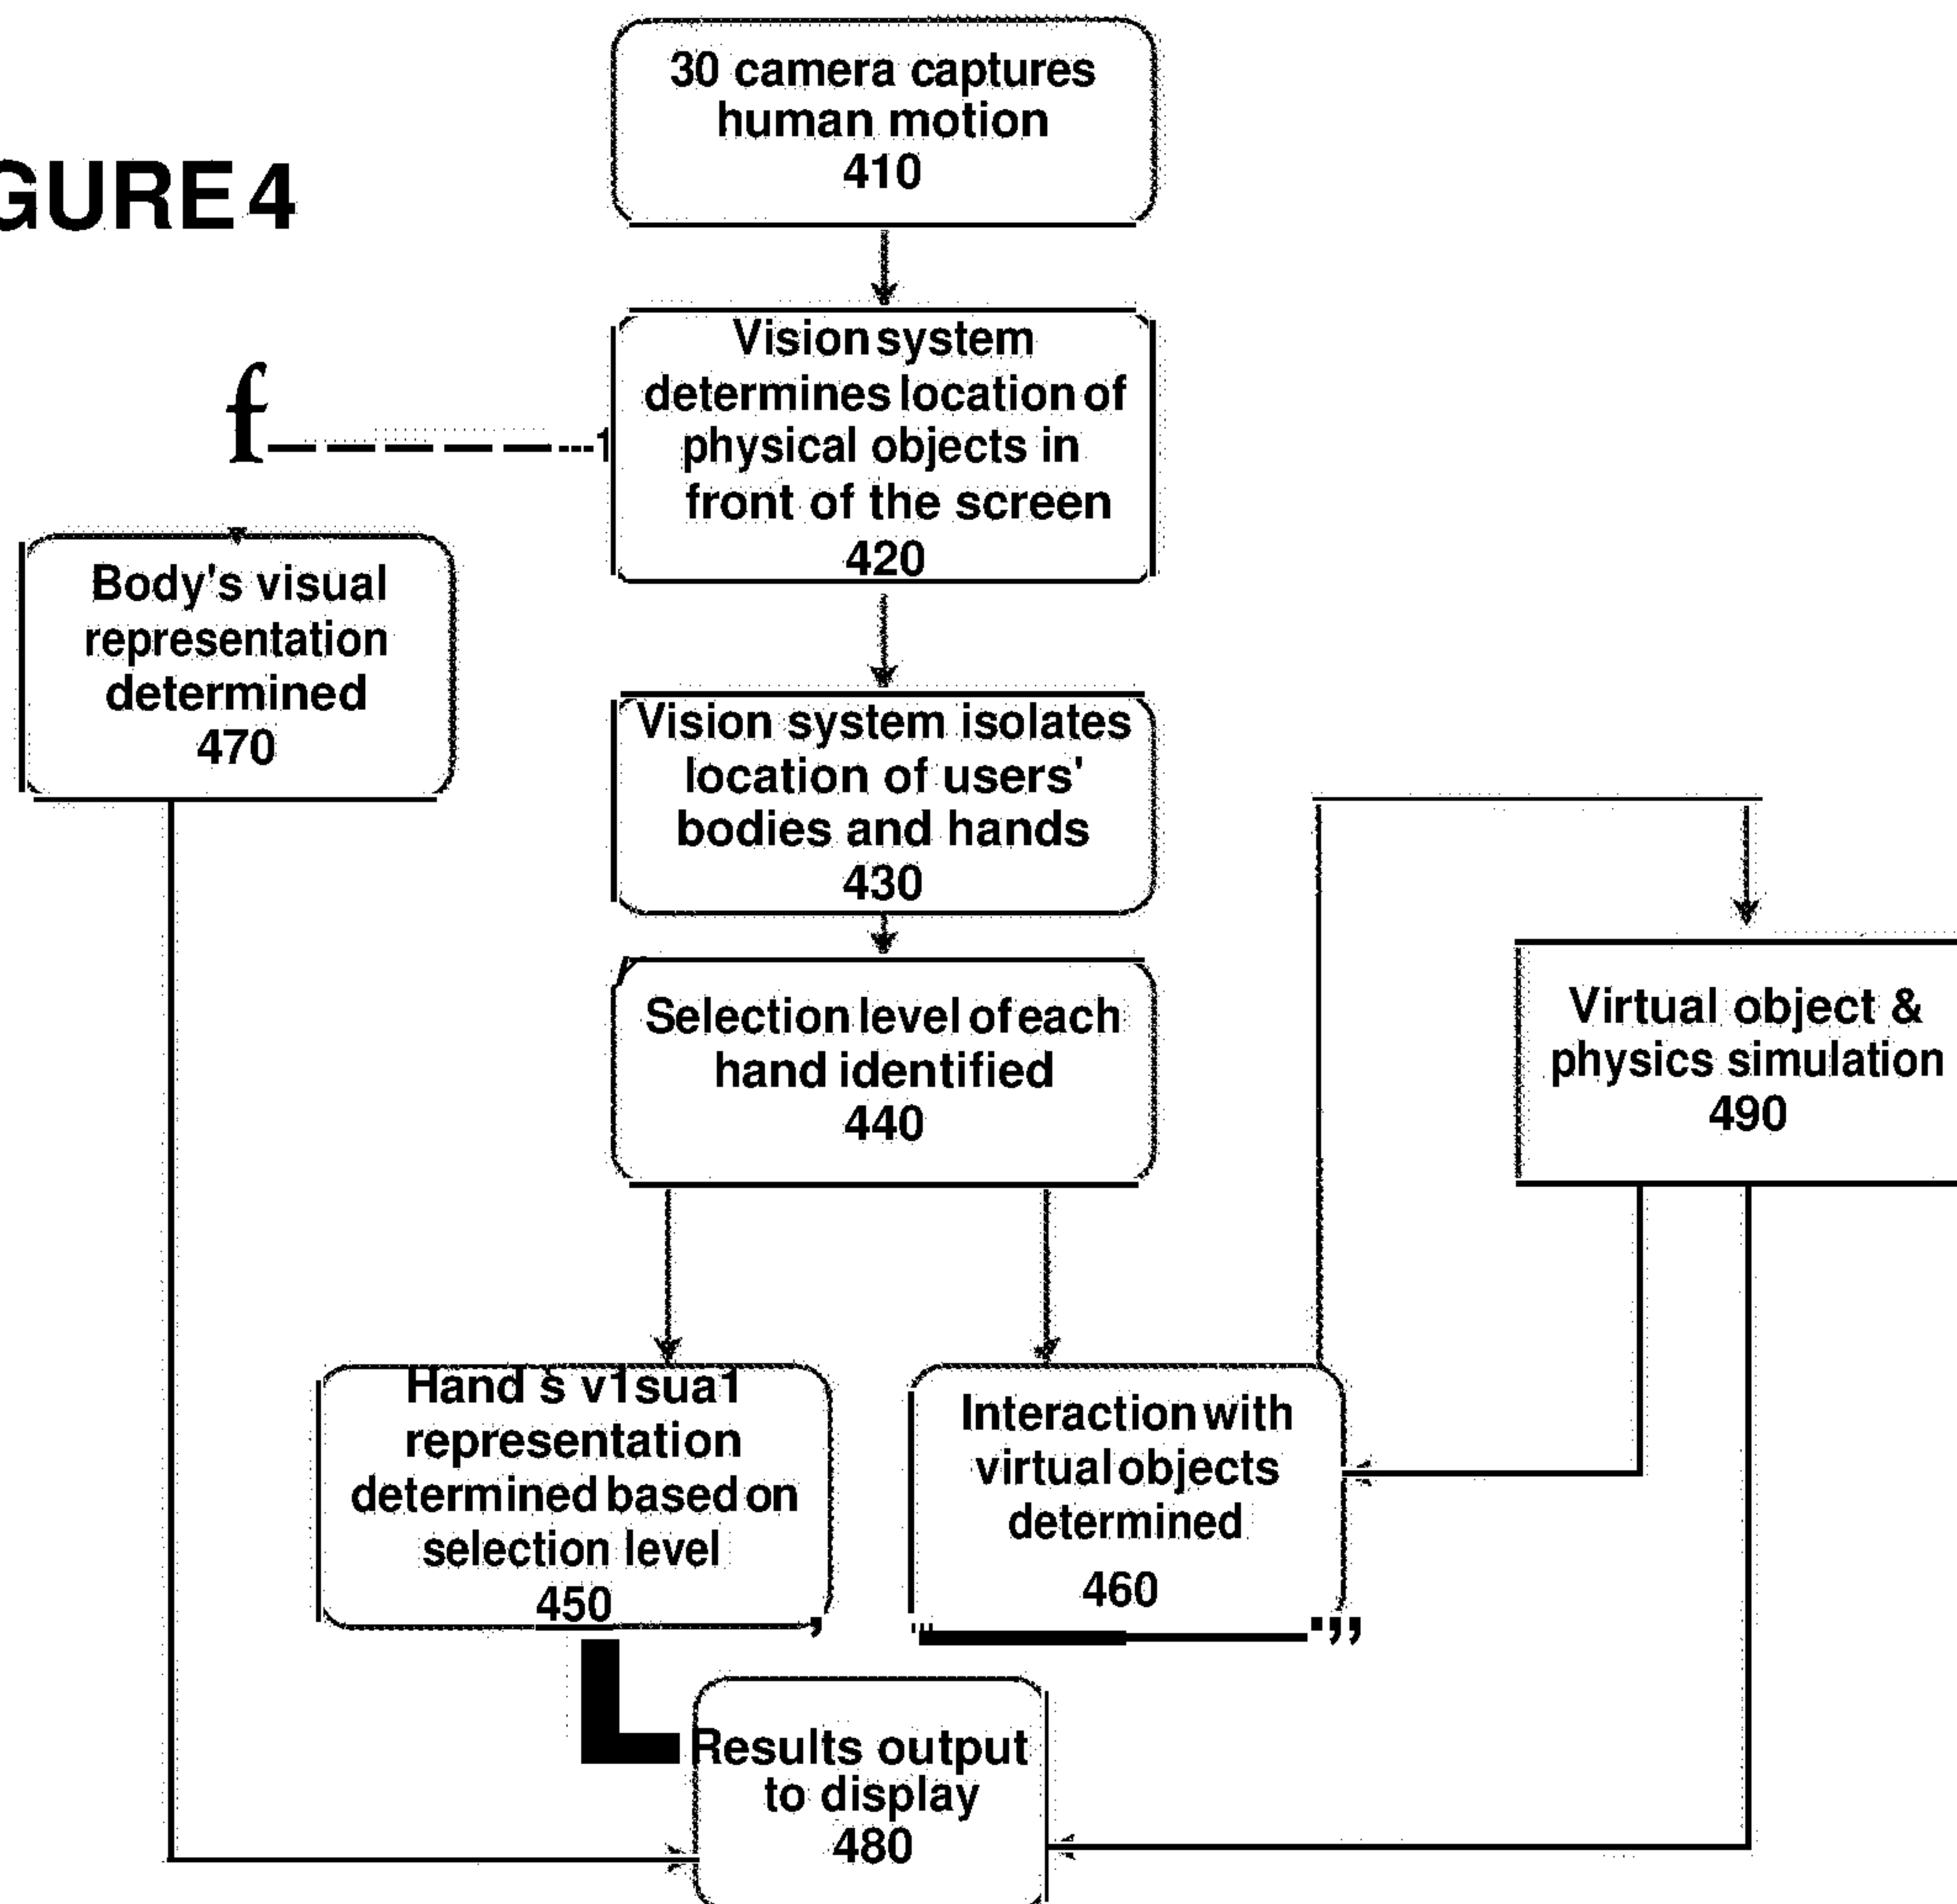 GURE 4
30 camera captures
human motion
410
Vision system
determines location of
physical objects in
front of the screen
420
f
Body's visual
representation
determined
470
Vision system isolates
location of users'
bodies and hands
430
Selection level of each
hand identified
440
Virtual object &
physics simulation
490
Hand's v1sua1
representation
determined based on
selection level
450
Interaction with
virtual objects
determined
460
Results output
to display
480